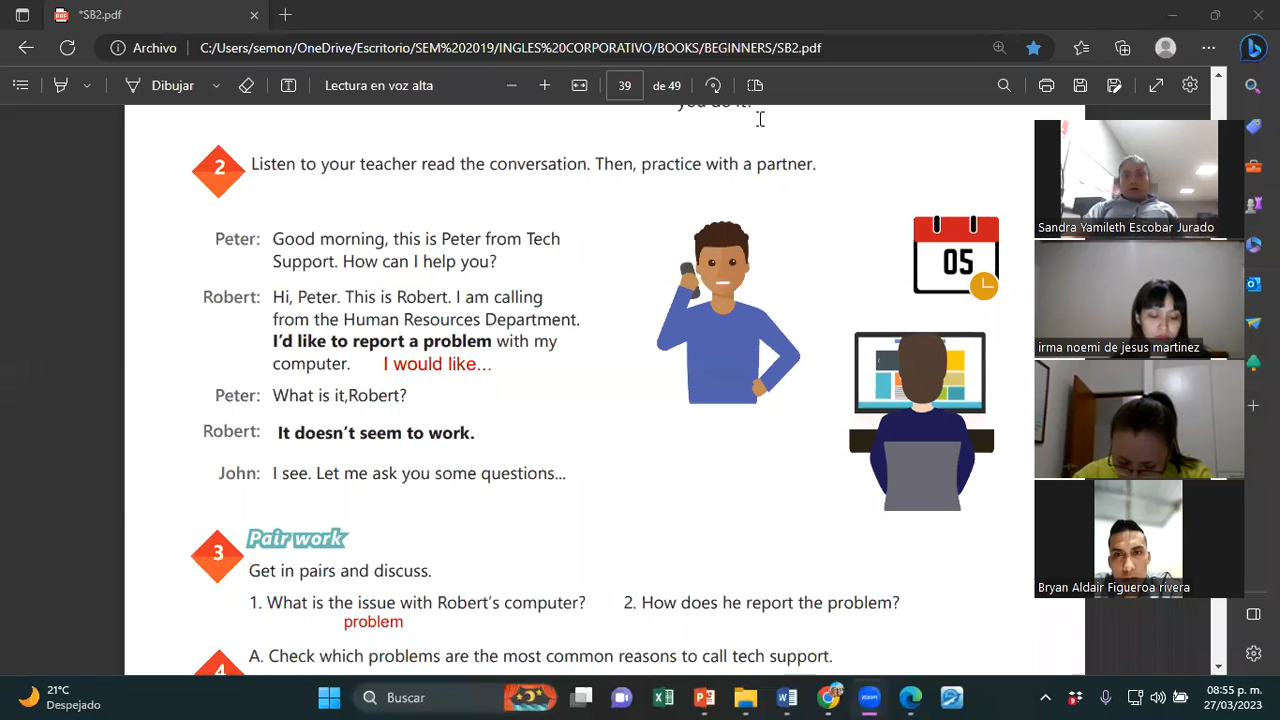 *SB2.pdf
Archivo
C:/Users/semon/OneDrive/Escritorio/SEM%202019/INGLES%20CORPORATIVO/BOOKS/BEGINNERS/SB2.pdf
Dibujar
Lectura en voz alta
39
de 49
you do it?
2
Listen to your teacher read the conversation. Then, practice with a partner.
Peter: Good morning, this is Peter from Tech
Support. How can I help you?
Robert: Hi, Peter. This is Robert. I am calling
from the Human Resources Department.
I'd like to report a problem with my
computer. I would like...
Peter: What is it,Robert?
Robert: It doesn't seem to work.
John: I see. Let me ask you some questions...
05
3
Pair work
Get in pairs and discuss.
1. What is the issue with Robert's computer?
2. How does he report the problem?
problem
4
A. Check which problems are the most common reasons to call tech support.
Sandra Yamileth Escobar Jurado
irma noemi de jesus martinez
Bryan Aldair Figueroa rivera
21°C
Despejado
Buscar
08:55 p. m.
27/03/2023